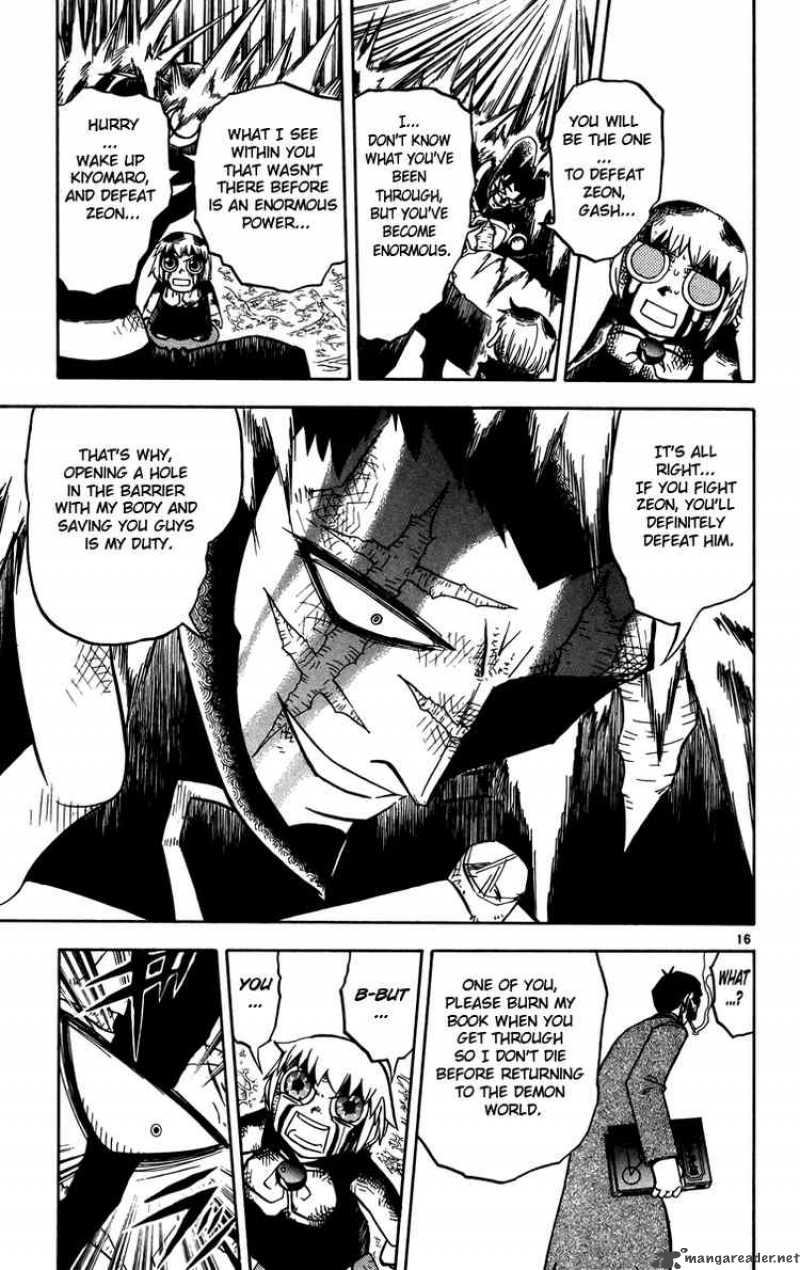 YOU WILL
BE THE ONE
...
TO DEFEAT
ZEON,
GASH...
I...
DON'T KNOW
WHAT YOU'VE
BEEN
THROUGH,
BUT YOU'VE
BECOME
ENORMOUS.
WHAT I SEE
WITHIN YOU
THAT WASN'T
THERE BEFORE
IS AN ENORMOUS
POWER...
HURRY
...
WAKE UP
KIYOMARO,
AND DEFEAT
ZEON...
IT'S ALL
RIGHT...
IF YOU FIGHT
ZEON, YOU'LL
DEFINITELY
DEFEAT HIM.
THAT'S WHY,
OPENING A HOLE
IN THE BARRIER
WITH MY BODY AND
SAVING YOU GUYS
IS MY DUTY.
16
WHAT
...?
ONE OF YOU,
PLEASE BURN MY
BOOK WHEN YOU
GET THROUGH
SO I DON'T DIE
BEFORE RETURNING
TO THE DEMON
WORLD.
B-BUT
...
YOU
...
mangareader.net